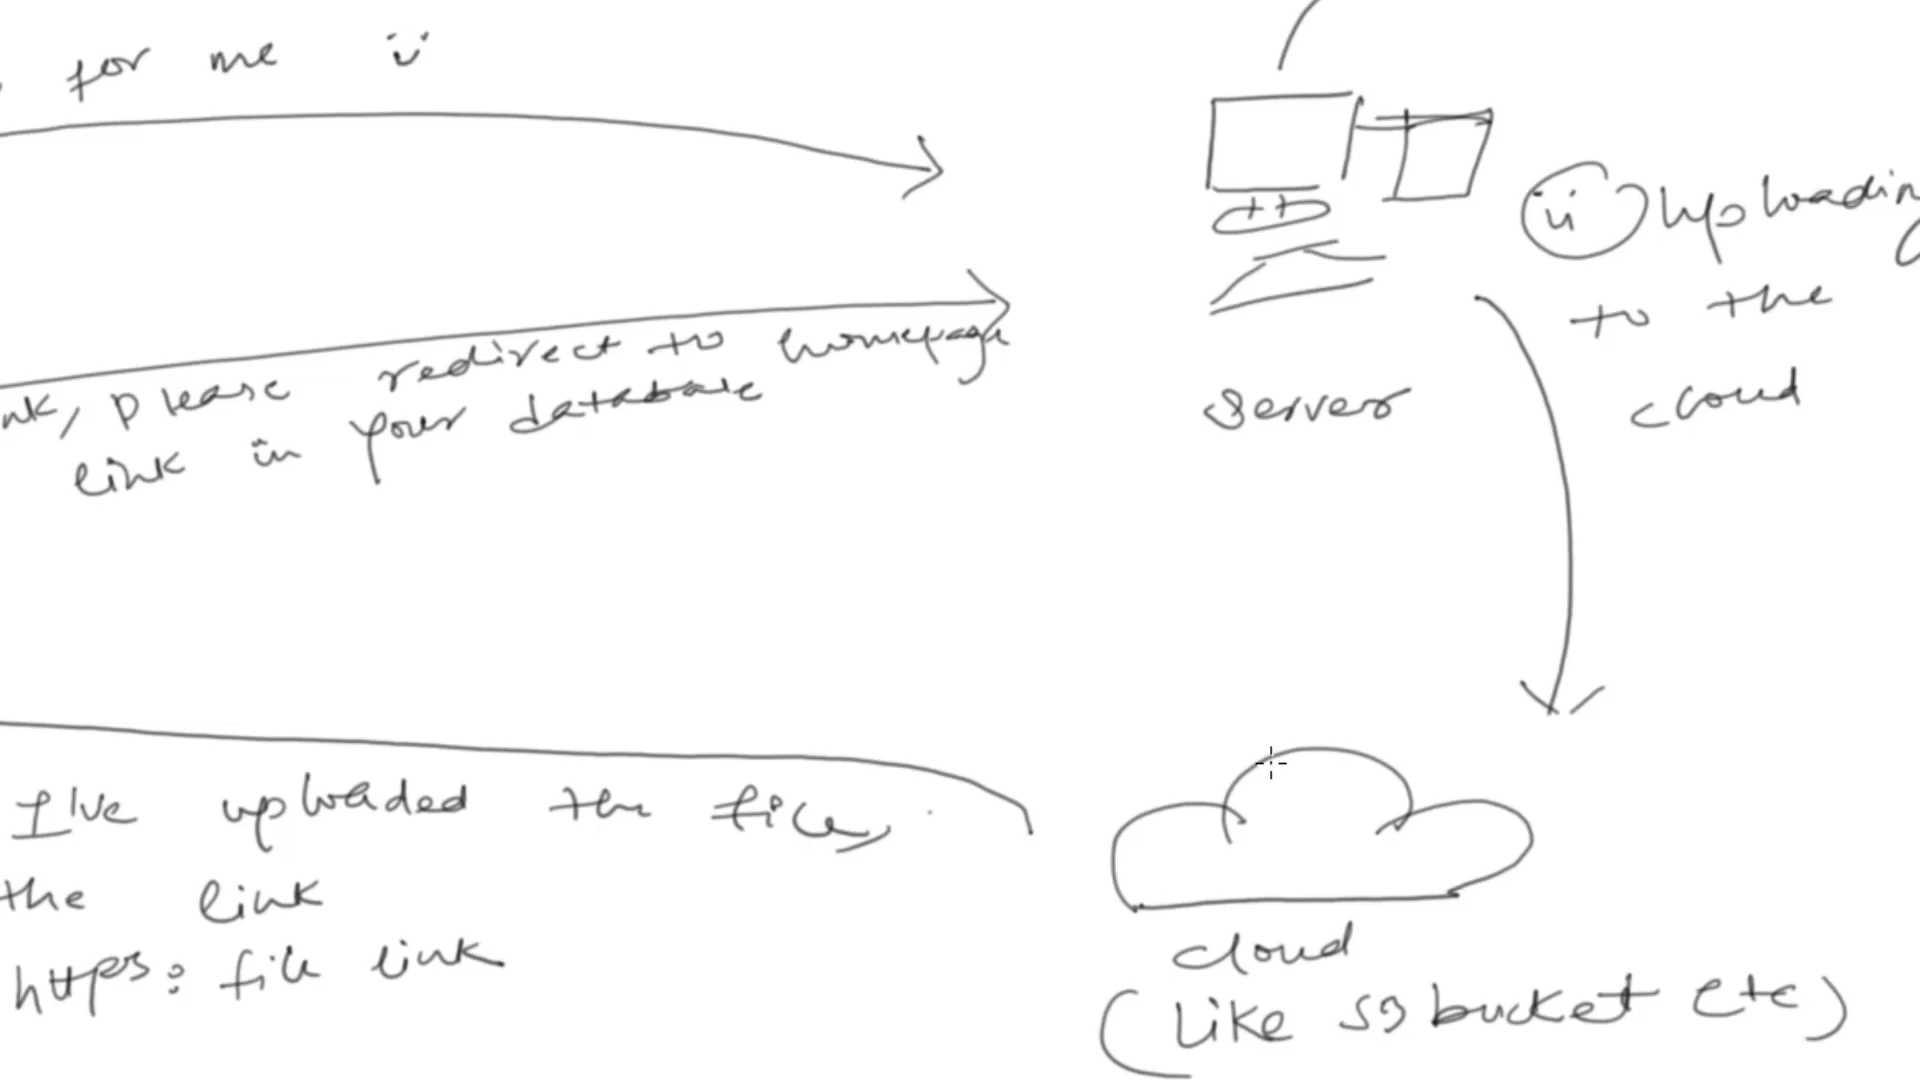 for me
Uploading
to the
cloud
nk, please redirect to homepage
link in your database
server
I've uploaded the file,
the link
https: file link
cloud
(Like S3 bucket etc)